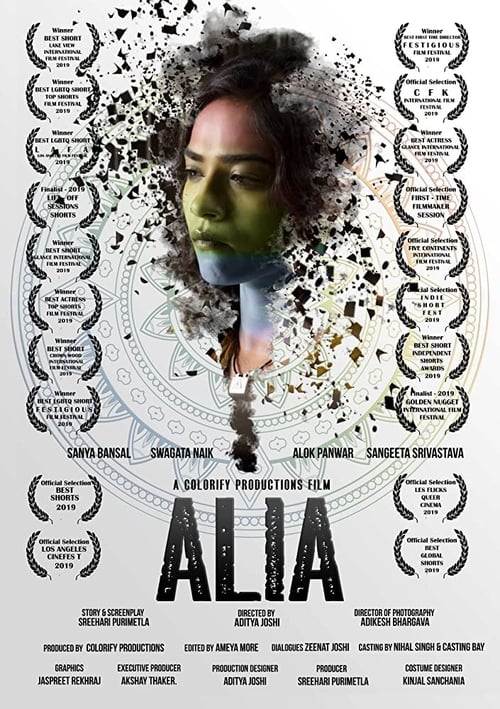 Winner
BEST SHORT
LAKE VIEW
INTERNATIONAL
FILM FESTIVAL
2019
Winner
BEST LGBTQ SHORT
TOP SHORTS
FILM FESTIVAL
2019
Winner
BEST LGBTQ SHORT
2019
Finalist - 2019
LIFT-OFF
SESSIONS
SHORTS
Winner
BEST SHORT
GLANCE INTERNATIONAL
FILM FESTIVAL
2019
Winner
BEST ACTRESS
TOP SHORTS
FILM FESTIVAL
2019
Winner
BEST SHORT
CROWN WOOD
INTERNATIONAL
FILM FESTIVAL
2019
Winner
BEST LGBTQ SHORT
FESTIGIOUS
FILM FESTIVAL
2019
Winner
BEST FIRST TIME DIRECTOR
FESTIGIOUS
FILM FESTIVAL
2019
Official Selection
C F K
INTERNATIONAL FILM
FESTIVAL
2019
Winner
BEST ACTRESS
GLANCE INTERNATIONAL
FILM FESTIVAL
2019
Official Selection
FIRST - TIME
FILMMAKER
SESSION
Official Selection
FIVE CONTINENTS
INTERNATIONAL
FILM FESTIVAL
2019
Official Selection
INDIE
SHORT
FEST
2019
Winner
BEST SHORT
INDEPENDENT
SHORTS
AWARDS
2019
Finalist - 2019
GOLDEN NUGGET
INTERNATIONAL FILM
FESTIVAL
SANYA BANSAL SWAGATA NAIK ALOK PANWAR SANGEETA SRIVASTAVA
Official Selection
BEST
SHORTS
2019
Official Selection
LOS ANGELES
CINEFEST
2019
Official Selection
LES FLICKS
QUEER
CINEMA
2019
Official Selection
BEST
GLOBAL
SHORTS
2019
A COLORIFY PRODUCTIONS FILM
ALIA
STORY & SCREENPLAY
SREEHARI PURIMETLA
DIRECTED BY
ADITYA JOSHI
DIRECTOR OF PHOTOGRAPHY
ADIKESH BHARGAVA
PRODUCED BY COLORIFY PRODUCTIONS EDITED BY AMEYA MORE DIALOGUES ZEENAT JOSHI CASTING BY NIHAL SINGH & CASTING BAY
GRAPHICS
JASPREET REKHRAJ
EXECUTIVE PRODUCER
AKSHAY THAKER.
PRODUCTION DESIGNER
ADITYA JOSHI
PRODUCER
SREEHARI PURIMETLA
COSTUME DESIGNER
KINJAL SANCHANIA